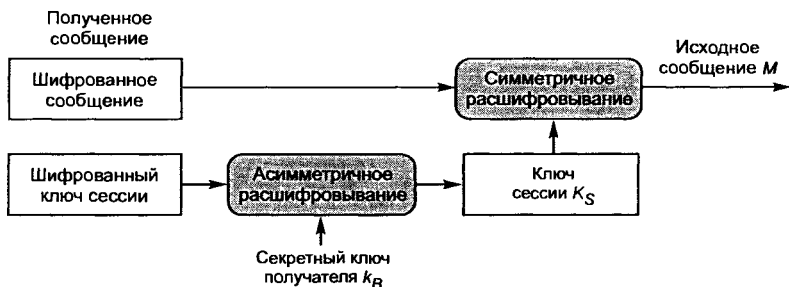 Полученное
сообщение
Шифрованное
сообщение
Симметричное
расшифровывание
Исходное
сообщение M
Шифрованный
ключ сессии
Асимметричное
расшифровывание
Ключ
сессии K_S
Секретный ключ
получателя k_B